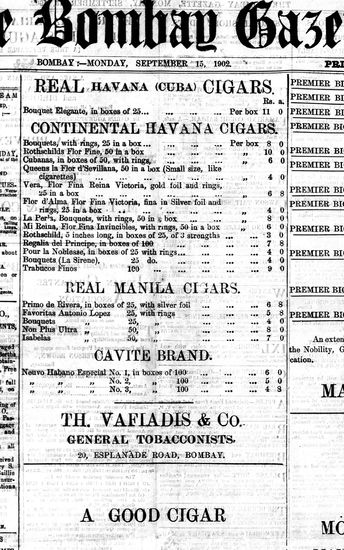 e Bombay Gaze
BOMBAY :—MONDAY, SEPTEMBER 15, 1902.
PRI
REAL HAVANA (CUBA) CIGARS.
Rs. a.
Bouquet Elegante, in boxes of 25... ... ... Per box 11 0
CONTINENTAL HAVANA CIGARS.
Bouquets, with rings, 25 in a box... ... ... Per box 8 0
Rothschilds Flor Fine, 50 in a box ... ... ... „ 10 0
Cubanas, in boxes of 50, with rings, ... ... „ 6 0
Queens la Flor d'Sevillana, 50 in a box (Small size, like
cigarettes) ... ... ... ... „ 4 0
Vera, Flor Fina Reina Victoria, gold foil and rings,
25 in a box ... ... ... ... 6 8
Flor d'Alma, Flor Fina Victoria, fina in Silver foil and
rings, 25 in a box ... ... ... ... 4 0
La Per'a, Bouquets, with rings, 50 in a box ... ... 8 0
Mi Reina, Flor Fina Invincibles, with rings, 50 in a box 6 0
Rothschild, 5 inches long, in boxes of 25, of 3 strengths 3 0
Regalia del Principe, in boxes of 100 ... ... ... 7 8
Pour la Noblesse, in boxes of 25 with rings ... ... 4 0
Bouquets (La Sirene), 25 do. ... ... 4 0
Trabucos Finos 100 ... ... ... 9 0
REAL MANILA CIGARS.
Primo de Rivera, in boxes of 25, with silver foil ... ... 6 8
Favoritas Antonio Lopez 25, with rings ... ... 5 8
Bouquets „ 25, „ ... ... 4 0
Non Plus Ultra „ 50, „ ... ... 8 0
Isabelas „ 50, „ ... ... 7 0
CAVITE BRAND.
Neuvo Habano Especial No. 1, in boxes of 100 ... ... 6 0
„ „ „ No. 2, „ 100 ... ... 5 0
„ „ „ No. 3, „ 100 ... ... 4 8
TH. VAFIADIS & Co.
GENERAL TOBACCONISTS,
20, ESPLANADE ROAD, BOMBAY.
A GOOD CIGAR
PREMIER BI
PREMIER BI
PREMIER BI
PREMIER BI
PREMIER BI
PREMIER BI
PREMIER BI
PREMIER BI
PREMIER BI
PREMIER BI
An exten
the Nobility, G
cation.
MA
MO